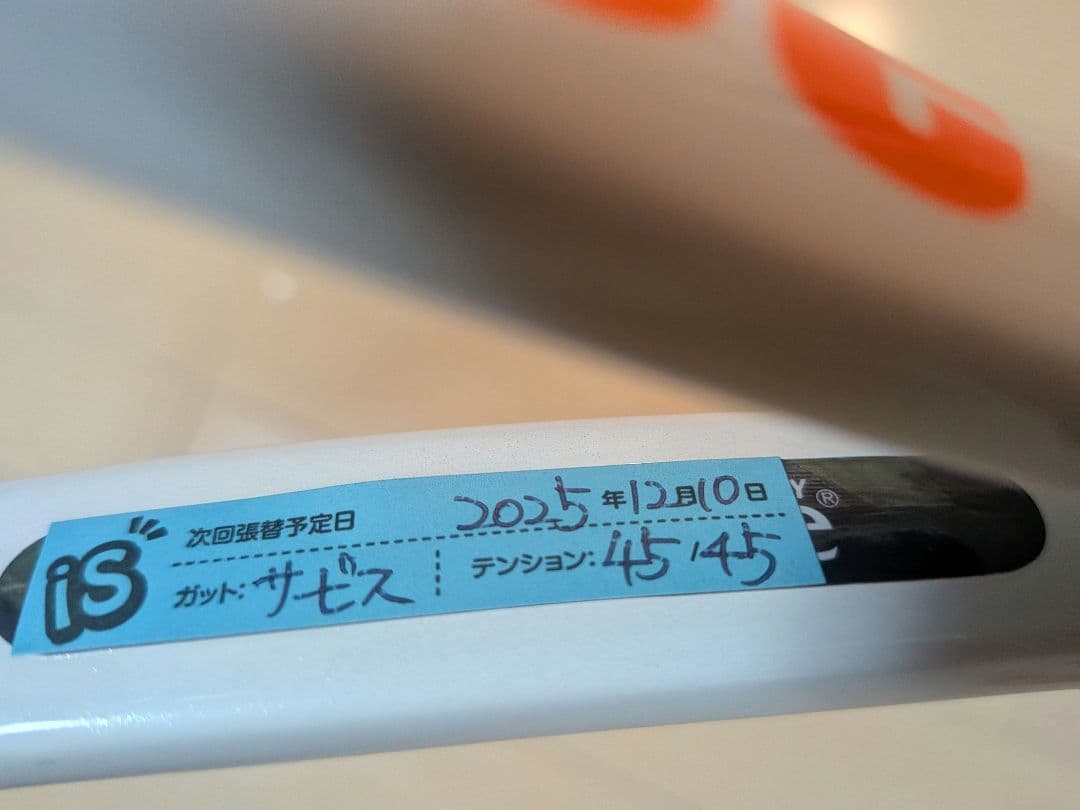 is
次回張替予定日 2025年12月10日
ガット: サービス テンション: 45/45
Y
e®